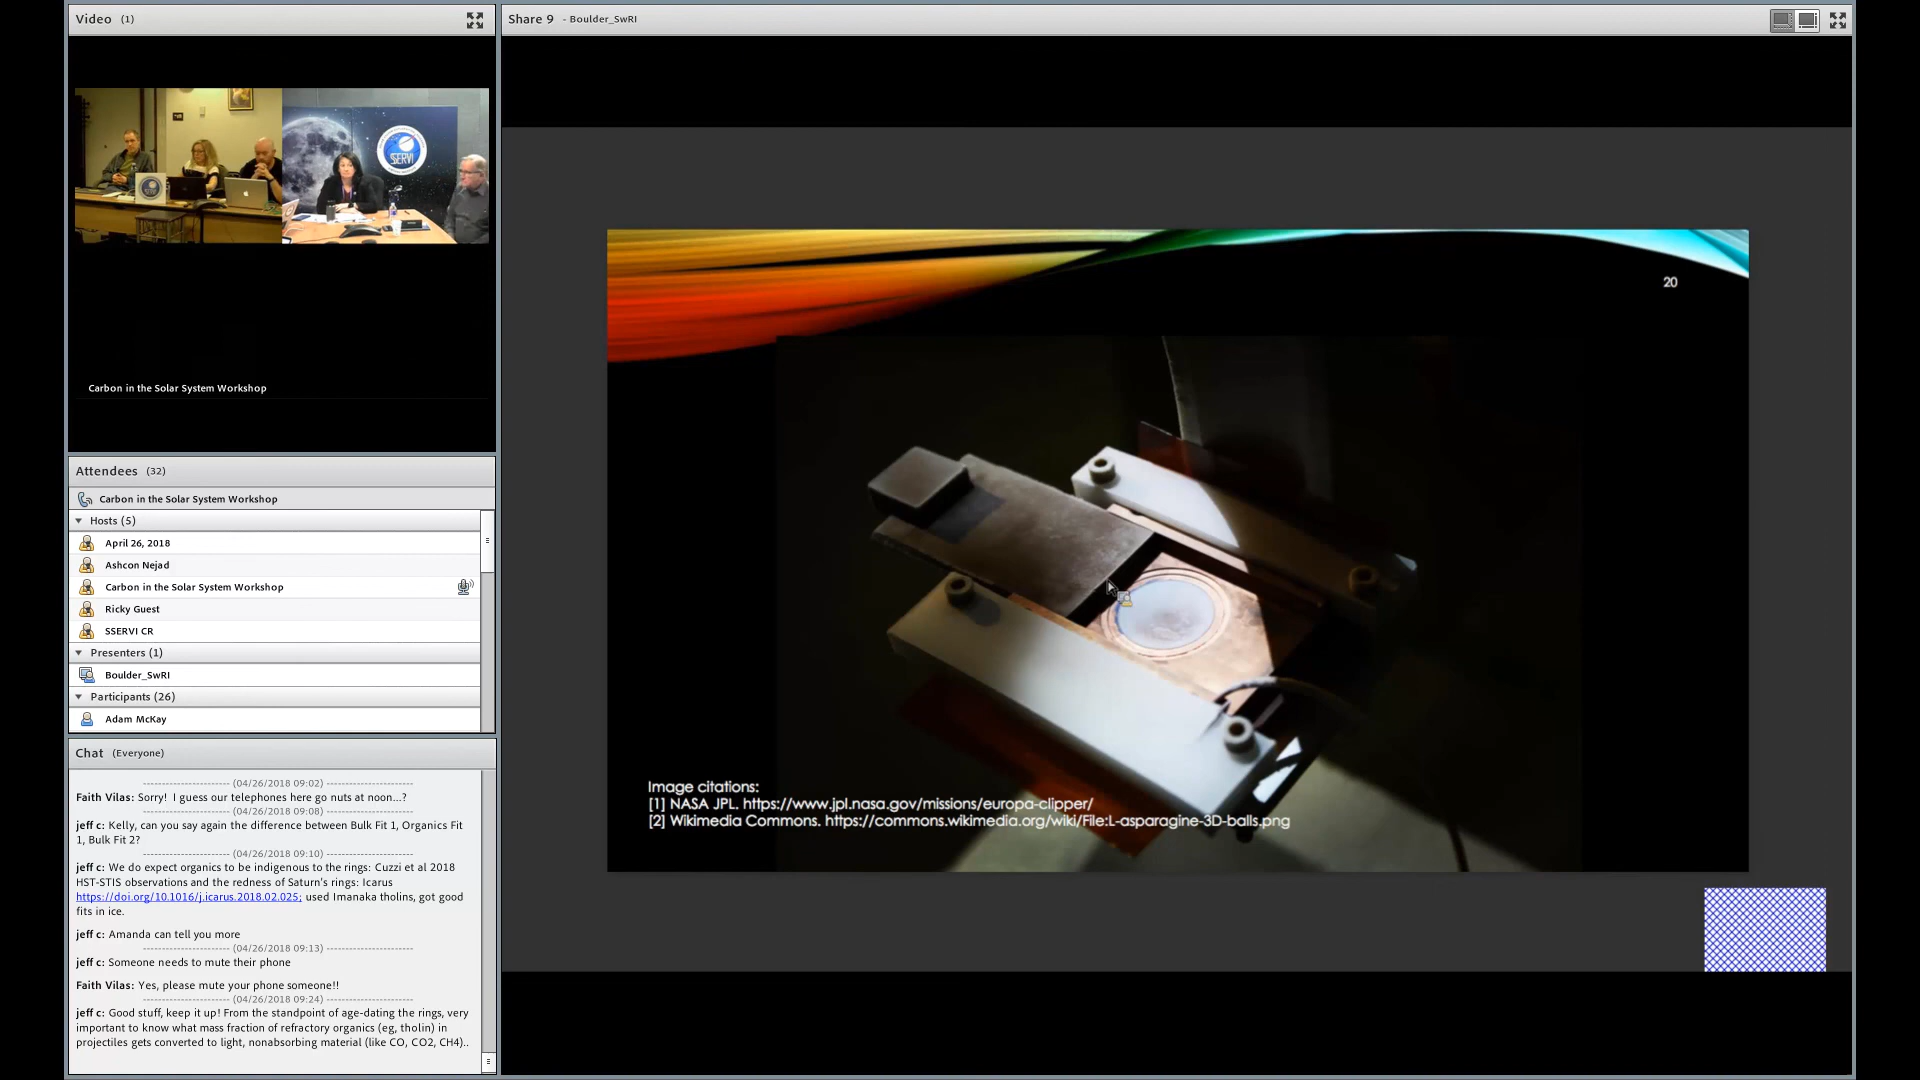 Video (1)
SERVI
Carbon in the Solar System Workshop
Attendees (32)
Carbon in the Solar System Workshop
Hosts (5)
April 26, 2018
Ashcon Nejad
Carbon in the Solar System Workshop
Ricky Guest
SSERVI CR
Presenters (1)
Boulder_SwRI
Participants (26)
Adam McKay
Chat (Everyone)
---------------------- (04/26/2018 09:02) ----------------------
Faith Vilas: Sorry!  I guess our telephones here go nuts at noon...?
---------------------- (04/26/2018 09:08) ----------------------
jeff c: Kelly, can you say again the difference between Bulk Fit 1, Organics Fit
1, Bulk Fit 2?
---------------------- (04/26/2018 09:10) ----------------------
jeff c: We do expect organics to be indigenous to the rings: Cuzzi et al 2018
HST-STIS observations and the redness of Saturn's rings: Icarus
https://doi.org/10.1016/j.icarus.2018.02.025; used Imanaka tholins, got good
fits in ice.
jeff c: Amanda can tell you more
---------------------- (04/26/2018 09:13) ----------------------
jeff c: Someone needs to mute their phone
Faith Vilas: Yes, please mute your phone someone!!
---------------------- (04/26/2018 09:24) ----------------------
jeff c: Good stuff, keep it up! From the standpoint of age-dating the rings, very
important to know what mass fraction of refractory organics (eg, tholin) in
projectiles gets converted to light, nonabsorbing material (like CO, CO2, CH4)..
Share 9 - Boulder_SwRI
20
Image citations:
[1] NASA JPL. https://www.jpl.nasa.gov/missions/europa-clipper/
[2] Wikimedia Commons. https://commons.wikimedia.org/wiki/File:L-asparagine-3D-balls.png